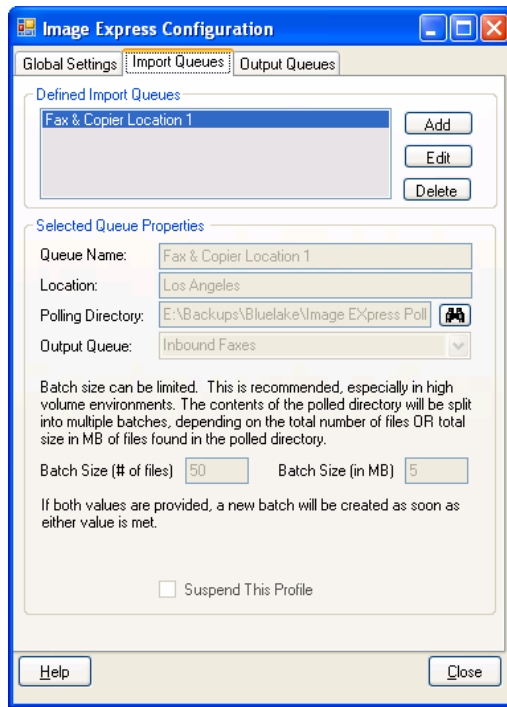 Image Express Configuration
Global Settings Import Queues Output Queues
Defined Import Queues
Fax & Copier Location 1
Add
Edit
Delete
Selected Queue Properties
Queue Name: Fax & Copier Location 1
Location: Los Angeles
Polling Directory: E:\Backups\Bluelake\Image EXpress Poll
Output Queue: Inbound Faxes
Batch size can be limited. This is recommended, especially in high
volume environments. The contents of the polled directory will be split
into multiple batches, depending on the total number of files OR total
size in MB of files found in the polled directory.
Batch Size (# of files) 50 Batch Size (in MB) 5
If both values are provided, a new batch will be created as soon as
either value is met.
Suspend This Profile
Help Close